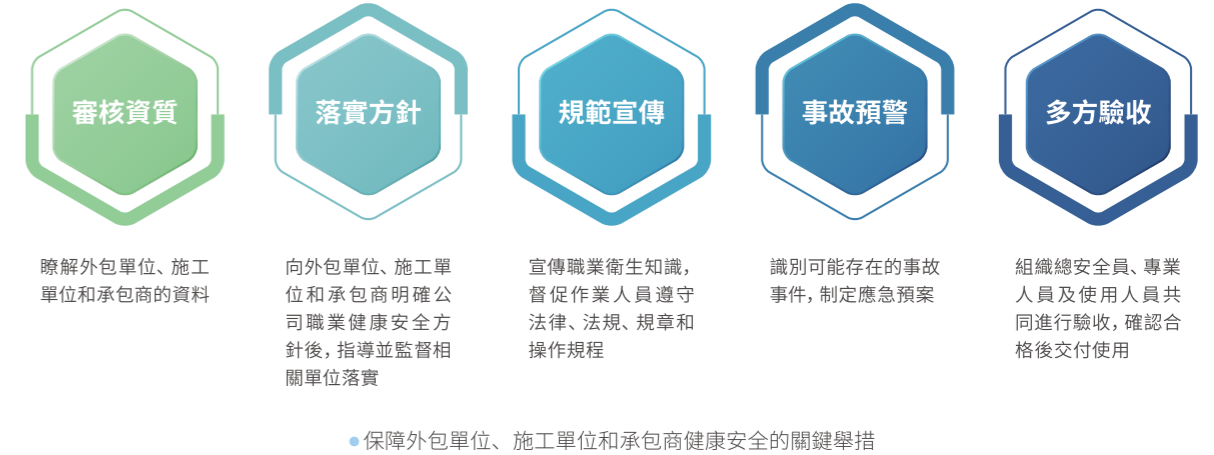 審核資質
落實方針
規範宣傳
事故預警
多方驗收
瞭解外包單位、施工
單位和承包商的資料
向外包單位、施工單
位和承包商明確公
司職業健康安全方
針後，指導並監督相
關單位落實
宣傳職業衛生知識，
督促作業人員遵守
法律、法規、規章和
操作規程
識別可能存在的事故
事件，制定應急預案
組織總安全員、專業
人員及使用人員共
同進行驗收，確認合
格後交付使用
保障外包單位、施工單位和承包商健康安全的關鍵舉措